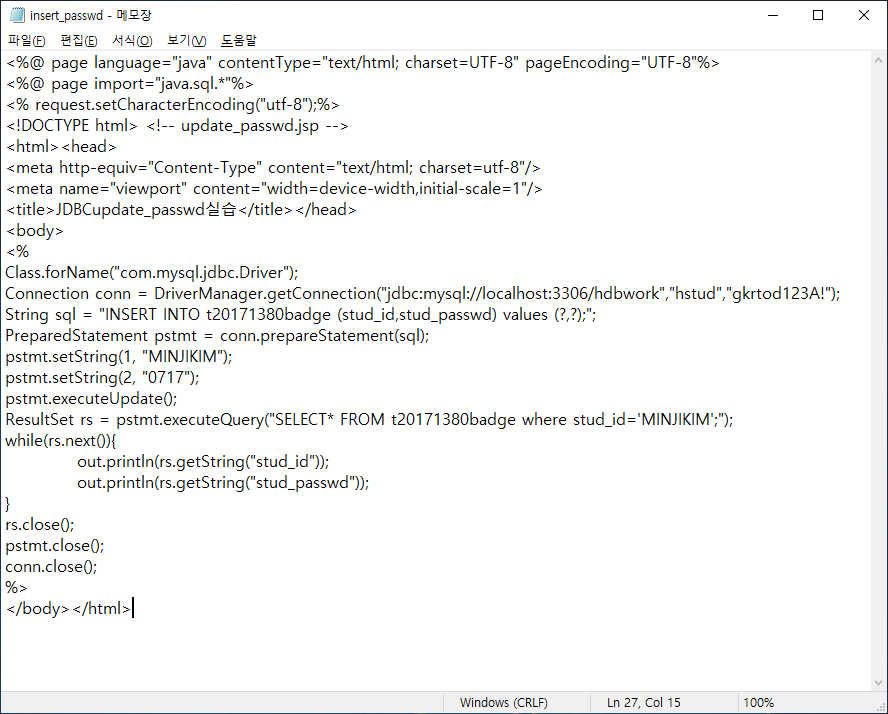 insert_passwd - 메모장
파일(F) 편집(E) 서식(O) 보기(V) 도움말
<%@ page language="java" contentType="text/html; charset=UTF-8" pageEncoding="UTF-8"%>
<%@ page import="java.sql.*"%>
<% request.setCharacterEncoding("utf-8");%>
<!DOCTYPE html> <!-- update_passwd.jsp -->
<html><head>
<meta http-equiv="Content-Type" content="text/html; charset=utf-8"/>
<meta name="viewport" content="width=device-width,initial-scale=1"/>
<title>JDBCupdate_passwd실습</title></head>
<body>
<%
Class.forName("com.mysql.jdbc.Driver");
Connection conn = DriverManager.getConnection("jdbc:mysql://localhost:3306/hdbwork","hstud","gkrtod123A!");
String sql = "INSERT INTO t20171380badge (stud_id,stud_passwd) values (?,?);";
PreparedStatement pstmt = conn.prepareStatement(sql);
pstmt.setString(1, "MINJIKIM");
pstmt.setString(2, "0717");
pstmt.executeUpdate();
ResultSet rs = pstmt.executeQuery("SELECT* FROM t20171380badge where stud_id='MINJIKIM';");
while(rs.next()){
out.println(rs.getString("stud_id"));
out.println(rs.getString("stud_passwd"));
}
rs.close();
pstmt.close();
conn.close();
%>
</body></html>
Windows (CRLF) Ln 27, Col 15 100%